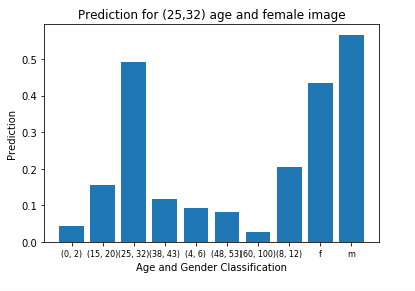 Prediction for (25,32) age and female image
Prediction
0.5
0.4
0.3
0.2
0.1
0.0
(0, 2) (15, 20) (25, 32) (38, 43) (4, 6) (48, 53) (60, 100) (8, 12) f m
Age and Gender Classification